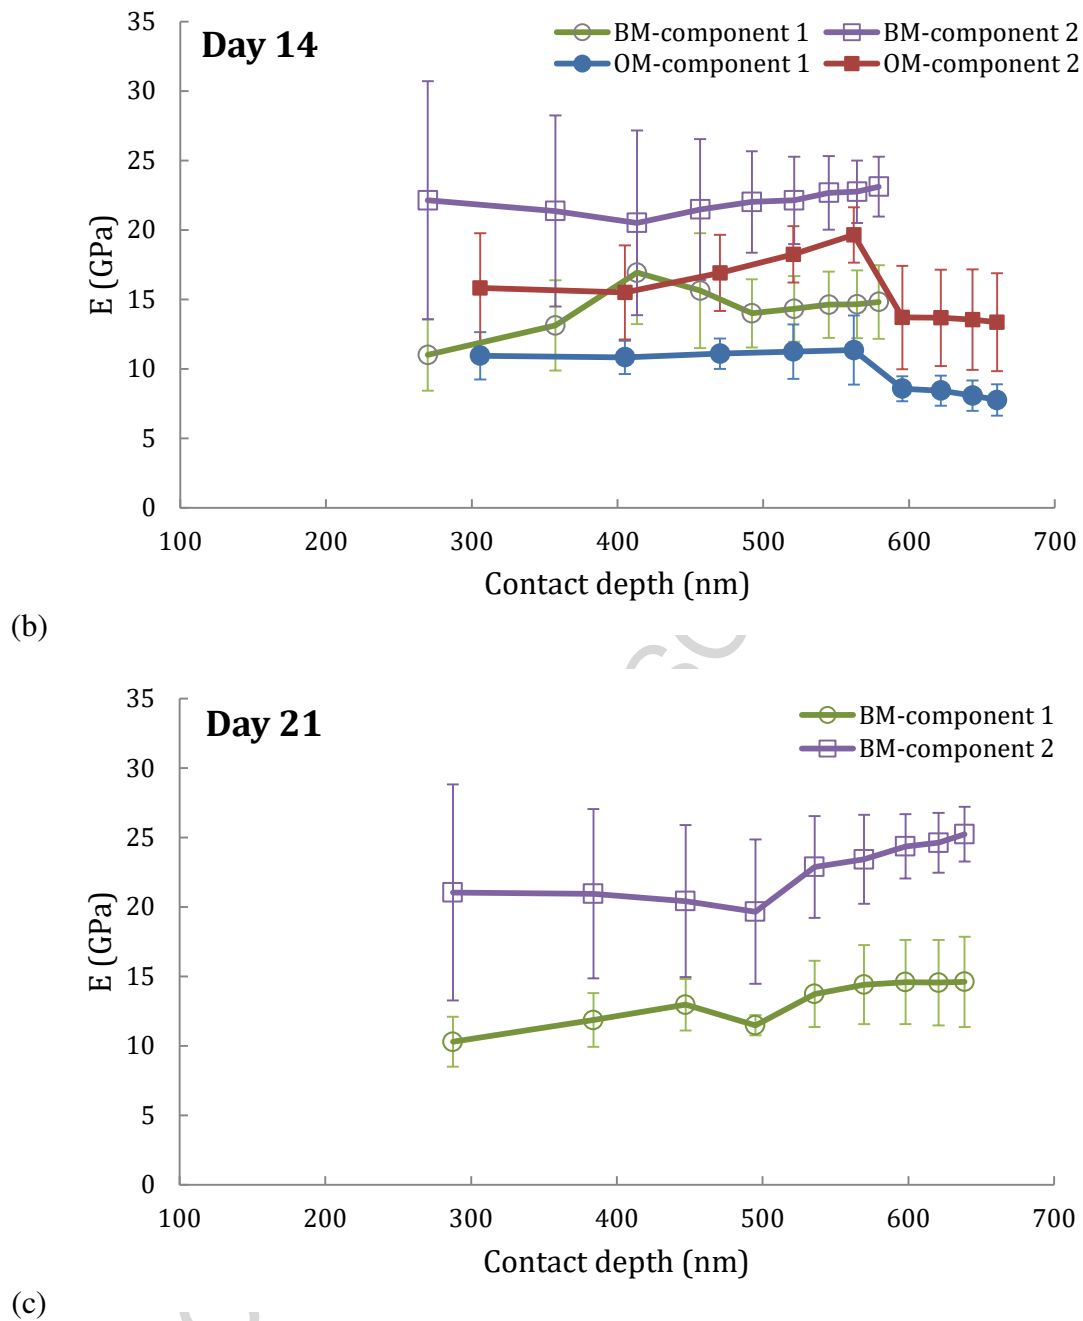 Day 14
BM-component 1
BM-component 2
OM-component 1
OM-component 2
E (GPa)
35
30
25
20
15
10
5
0
100 200 300 400 500 600 700
Contact depth (nm)
(b)
Day 21
BM-component 1
BM-component 2
E (GPa)
35
30
25
20
15
10
5
0
100 200 300 400 500 600 700
Contact depth (nm)
(c)